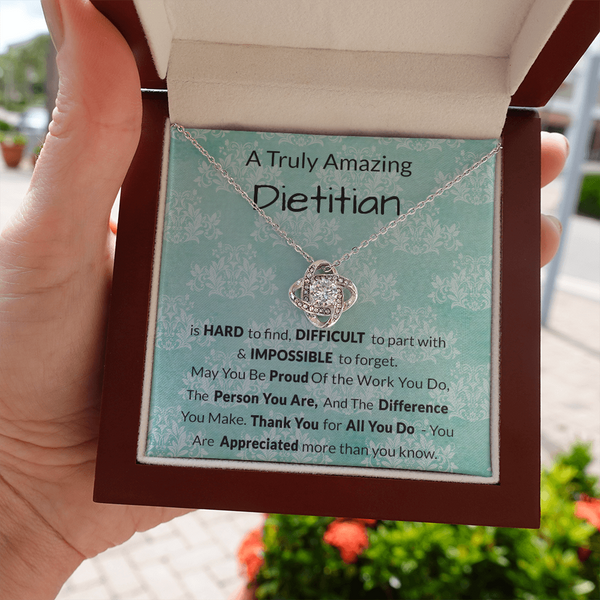 A Truly Amazing
Dietitian
is HARD to find, DIFFICULT to part with
& IMPOSSIBLE to forget.
May You Be Proud Of the Work You Do,
The Person You Are, And The Difference
You Make. Thank You for All You Do - You
Are Appreciated more than you know.